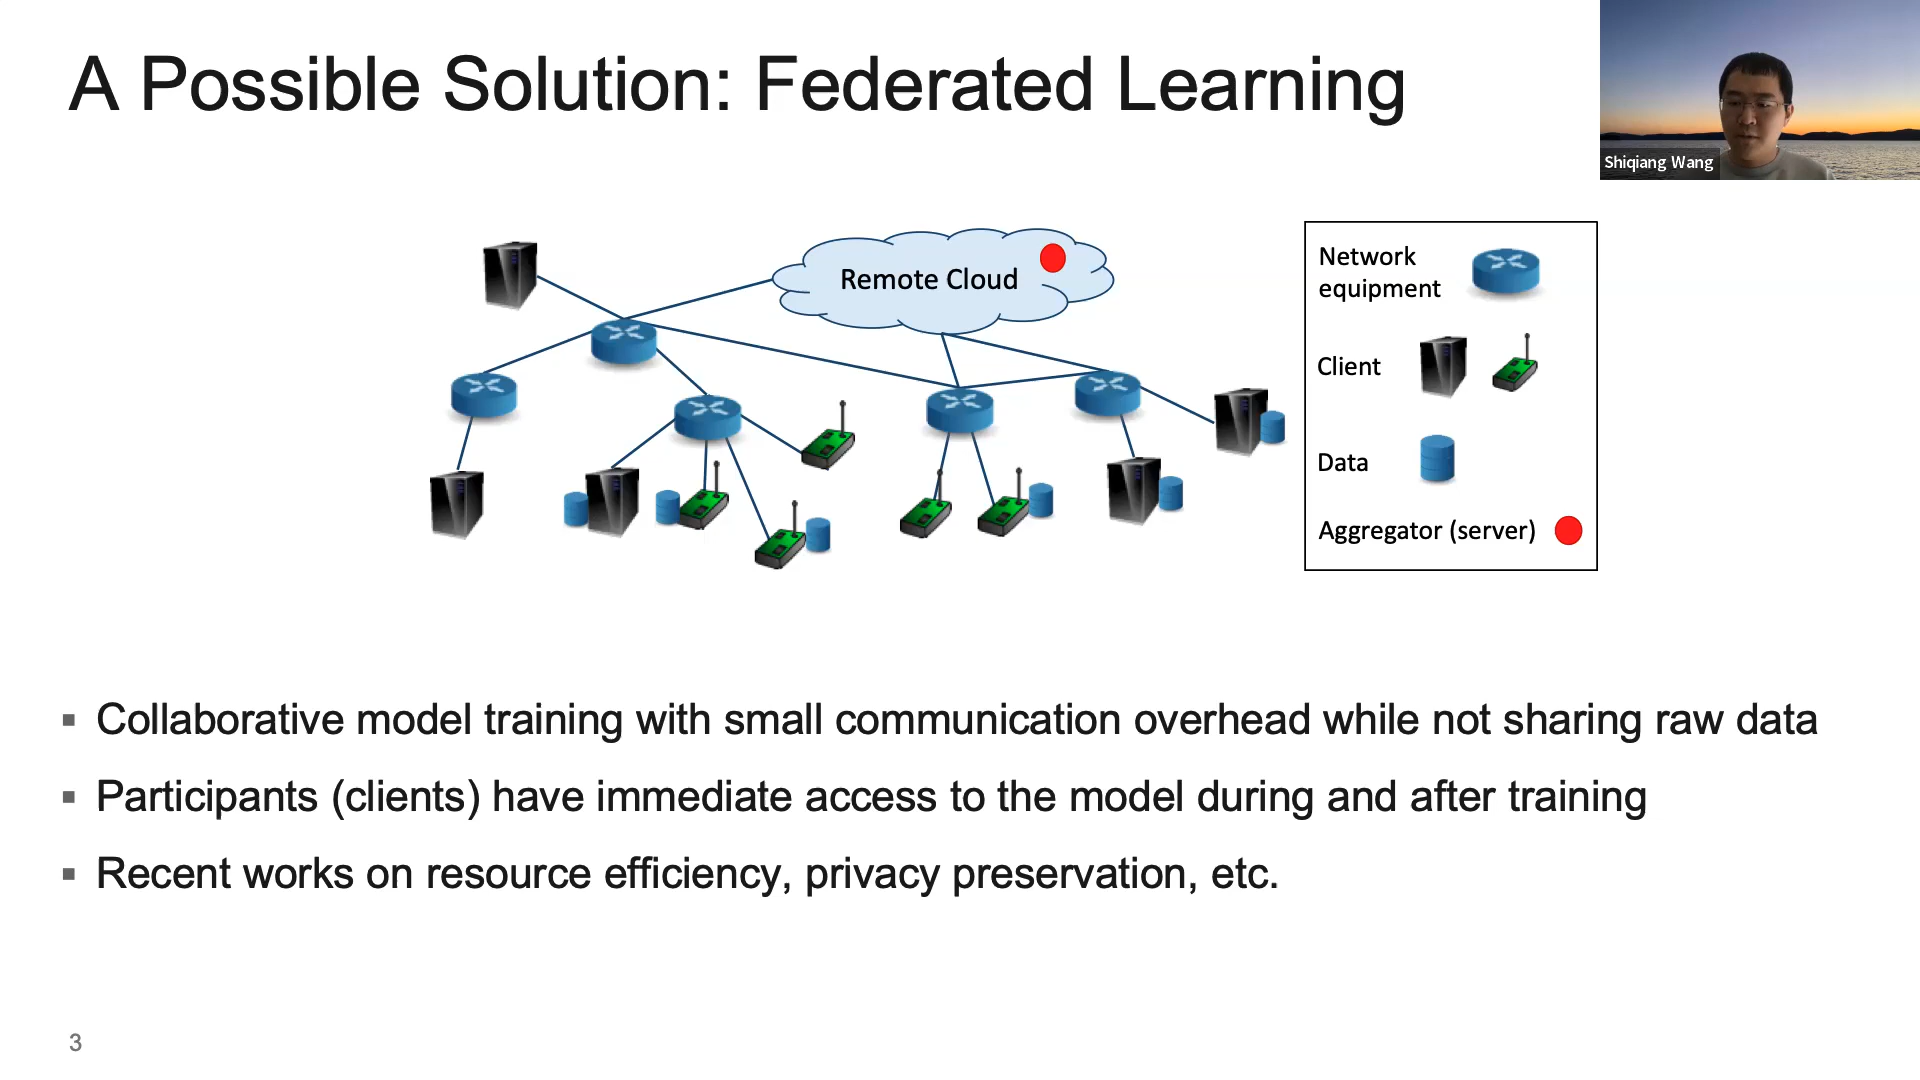 A Possible Solution: Federated Learning
Shiqiang Wang
Remote Cloud
Network
equipment
Client
Data
Aggregator (server)
▪ Collaborative model training with small communication overhead while not sharing raw data
▪ Participants (clients) have immediate access to the model during and after training
▪ Recent works on resource efficiency, privacy preservation, etc.
3